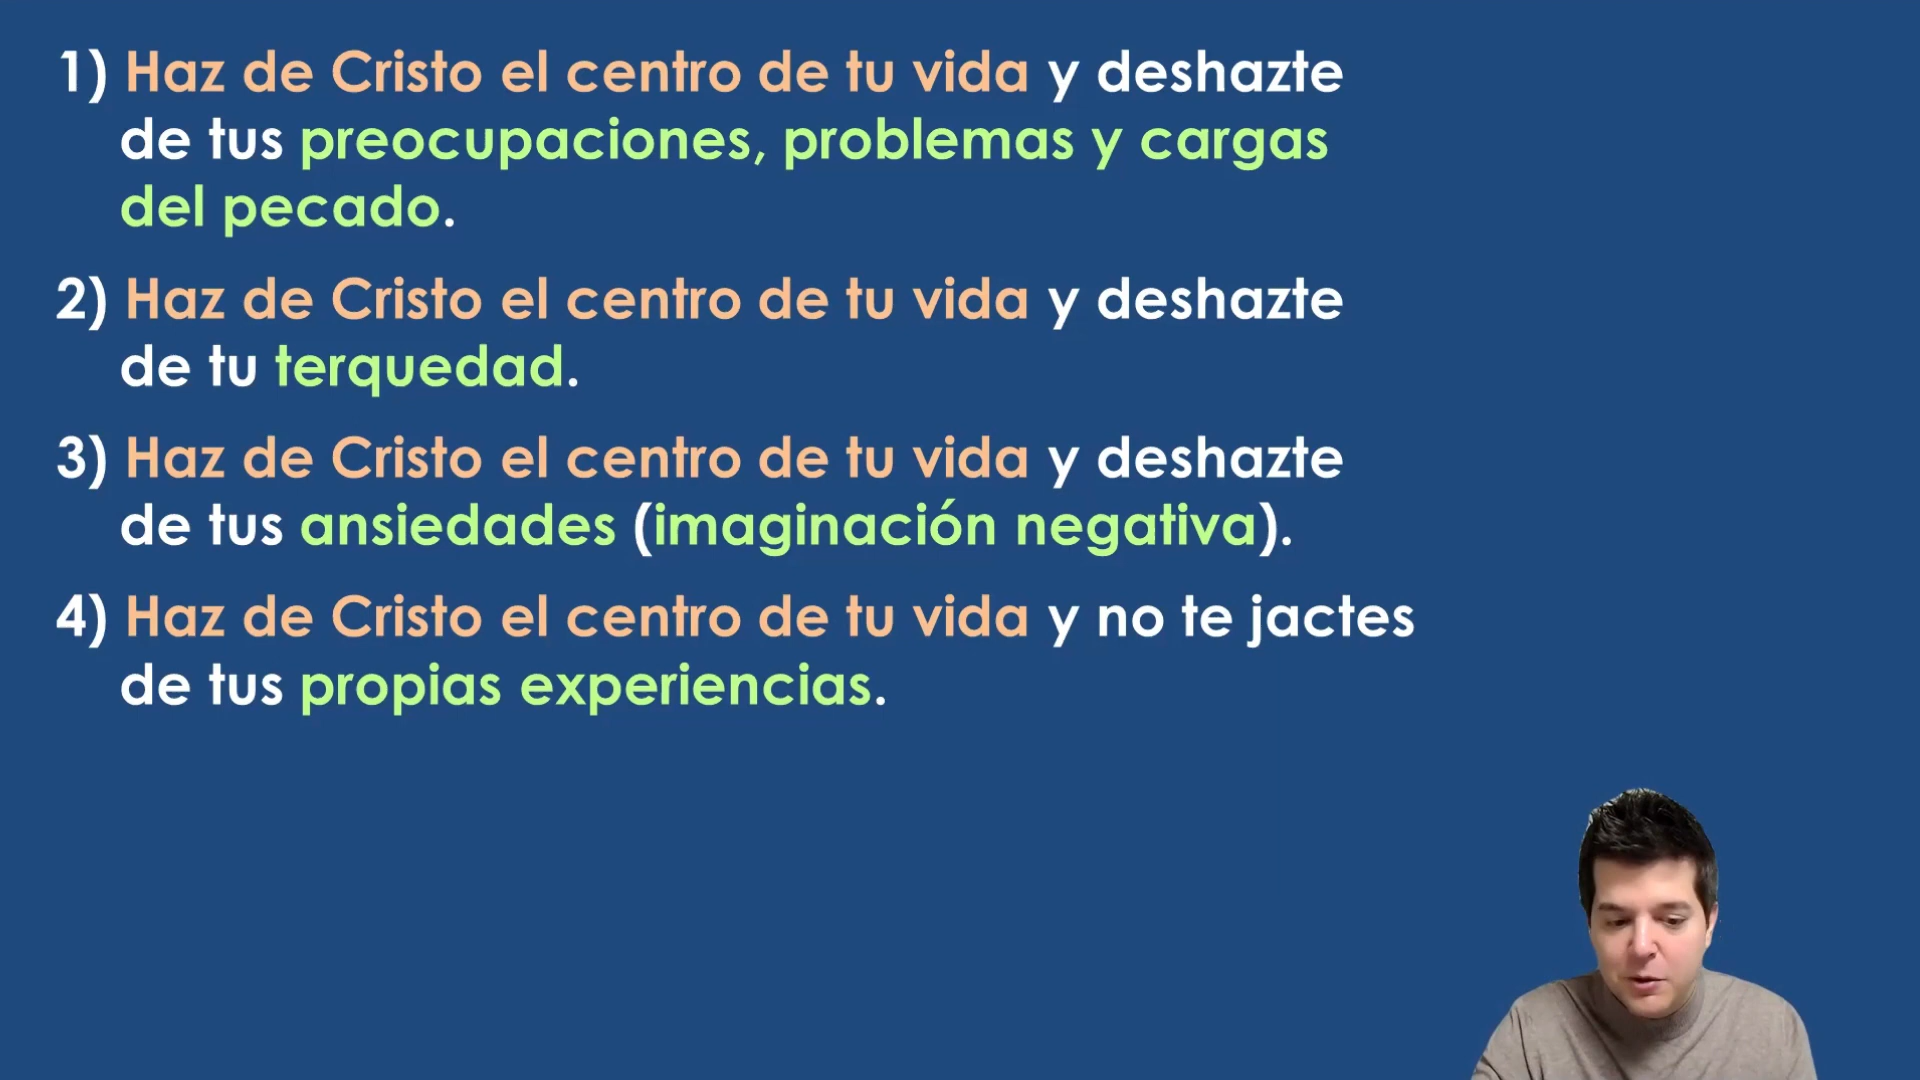 1) Haz de Cristo el centro de tu vida y deshazte
de tus preocupaciones, problemas y cargas
del pecado.
2) Haz de Cristo el centro de tu vida y deshazte
de tu terquedad.
3) Haz de Cristo el centro de tu vida y deshazte
de tus ansiedades (imaginación negativa).
4) Haz de Cristo el centro de tu vida y no te jactes
de tus propias experiencias.